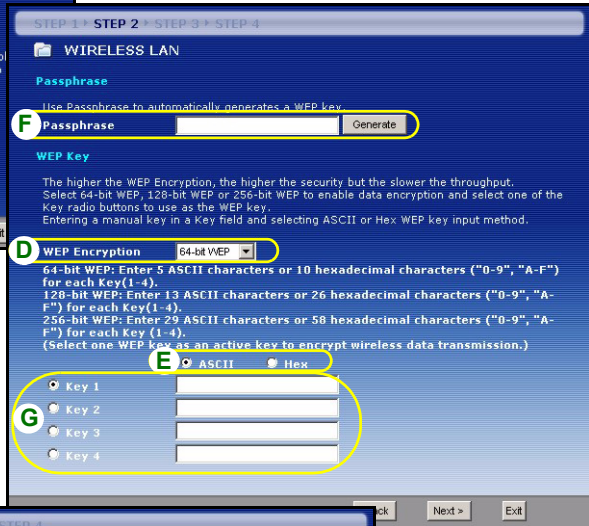 STEP 1 STEP 2 STEP 3 STEP 4
WIRELESS LAN
Passphrase
Use Passphrase to automatically generates a WEP key.
F Passphrase Generate
WEP Key
The higher the WEP Encryption, the higher the security but the slower the throughput.
Select 64-bit WEP, 128-bit WEP or 256-bit WEP to enable data encryption and select one of the
Key radio buttons to use as the WEP key.
Entering a manual key in a Key field and selecting ASCII or Hex WEP key input method.
D WEP Encryption 64-bit WEP
64-bit WEP: Enter 5 ASCII characters or 10 hexadecimal characters ("0-9", "A-F")
for each Key(1-4).
128-bit WEP: Enter 13 ASCII characters or 26 hexadecimal characters ("0-9", "A-
F") for each Key(1-4).
256-bit WEP: Enter 29 ASCII characters or 58 hexadecimal characters ("0-9", "A-
F") for each Key (1-4).
(Select one WEP key as an active key to encrypt wireless data transmission.)
E ASCII Hex
Key 1
Key 2
G Key 3
Key 4
Next > Exit
STEP 4